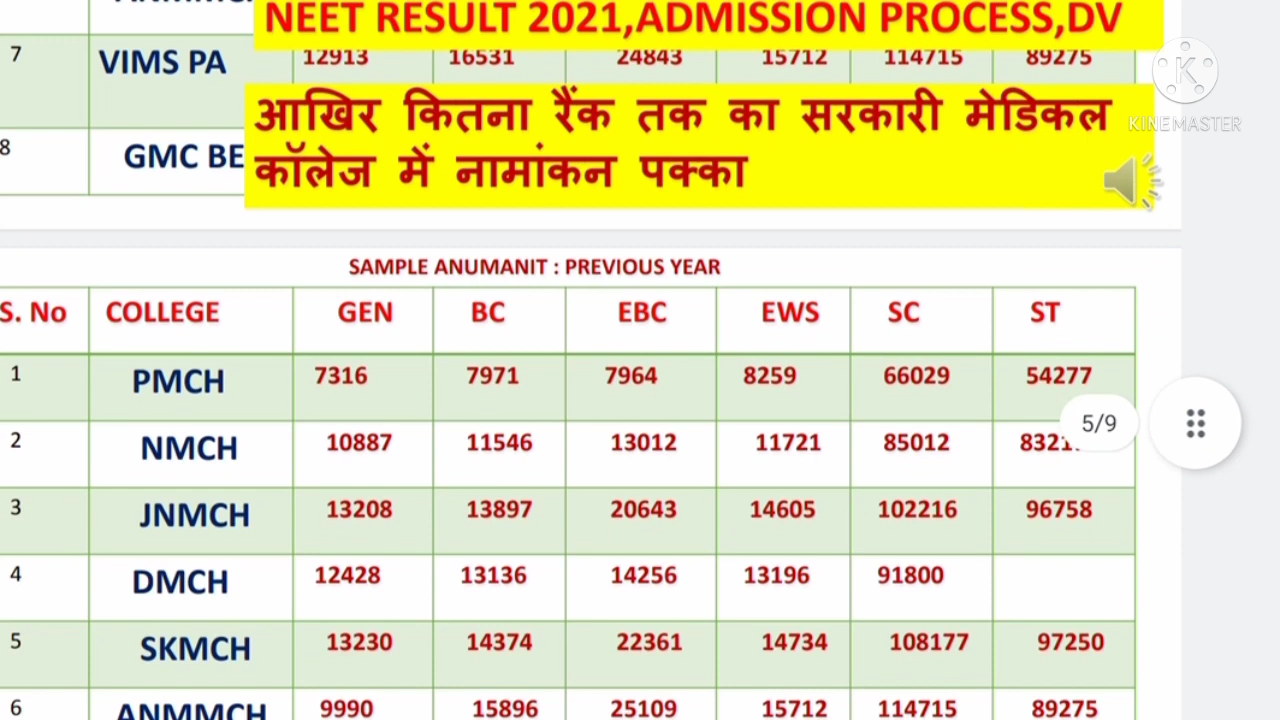 NEET RESULT 2021,ADMISSION PROCESS,DV
7 VIMS PA 12913 16531 24843 15712 114715 89275
आखिर कितना रैंक तक का सरकारी मेडिकल
KINEMASTER
8 GMC BE
कॉलेज में नामांकन पक्का
SAMPLE ANUMANIT : PREVIOUS YEAR
S. No COLLEGE GEN BC EBC EWS SC ST
1 PMCH 7316 7971 7964 8259 66029 54277
5/9
2 NMCH 10887 11546 13012 11721 85012
3 JNMCH 13208 13897 20643 14605 102216 96758
4 DMCH 12428 13136 14256 13196 91800
5 SKMCH 13230 14374 22361 14734 108177 97250
6 ANMMCH 9990 15896 25109 15712 114715 89275